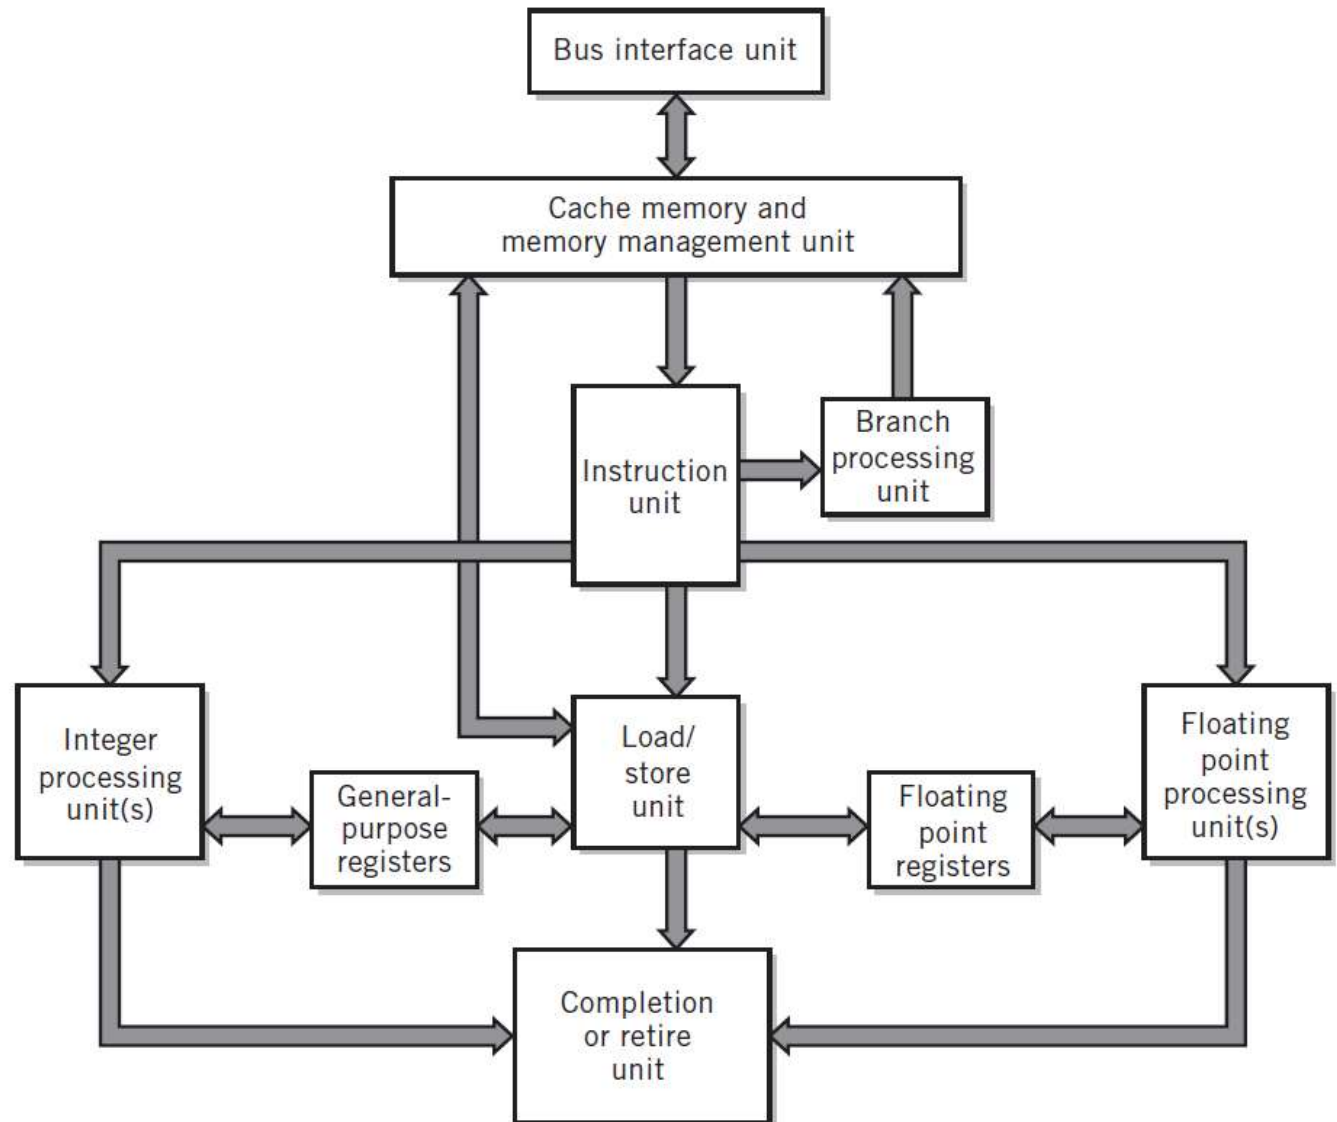 Bus interface unit
Cache memory and
memory management unit
Instruction
unit
Branch
processing
unit
Integer
processing
unit(s)
General-
purpose
registers
Load/
store
unit
Floating
point
registers
Floating
point
processing
unit(s)
Completion
or retire
unit